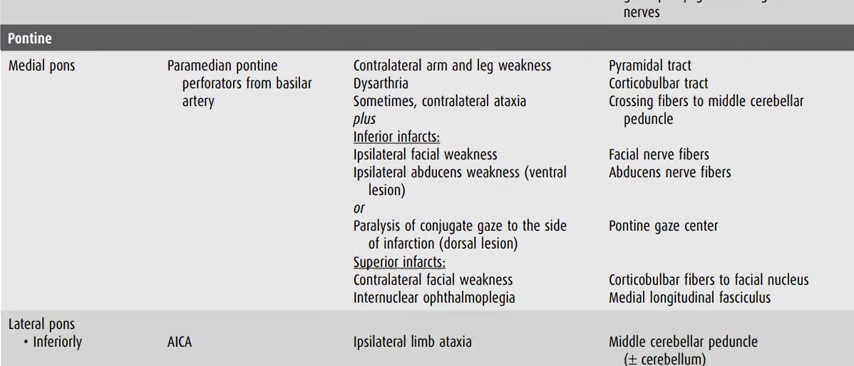 nerves
Pontine
Medial pons Paramedian pontine Contralateral arm and leg weakness Pyramidal tract
perforators from basilar Dysarthria Corticobulbar tract
artery Sometimes, contralateral ataxia Crossing fibers to middle cerebellar
plus peduncle
Inferior infarcts:
Ipsilateral facial weakness Facial nerve fibers
Ipsilateral abducens weakness (ventral Abducens nerve fibers
lesion)
or
Paralysis of conjugate gaze to the side Pontine gaze center
of infarction (dorsal lesion)
Superior infarcts:
Contralateral facial weakness Corticobulbar fibers to facial nucleus
Internuclear ophthalmoplegia Medial longitudinal fasciculus
Lateral pons
• Inferiorly AICA Ipsilateral limb ataxia Middle cerebellar peduncle
(± cerebellum)